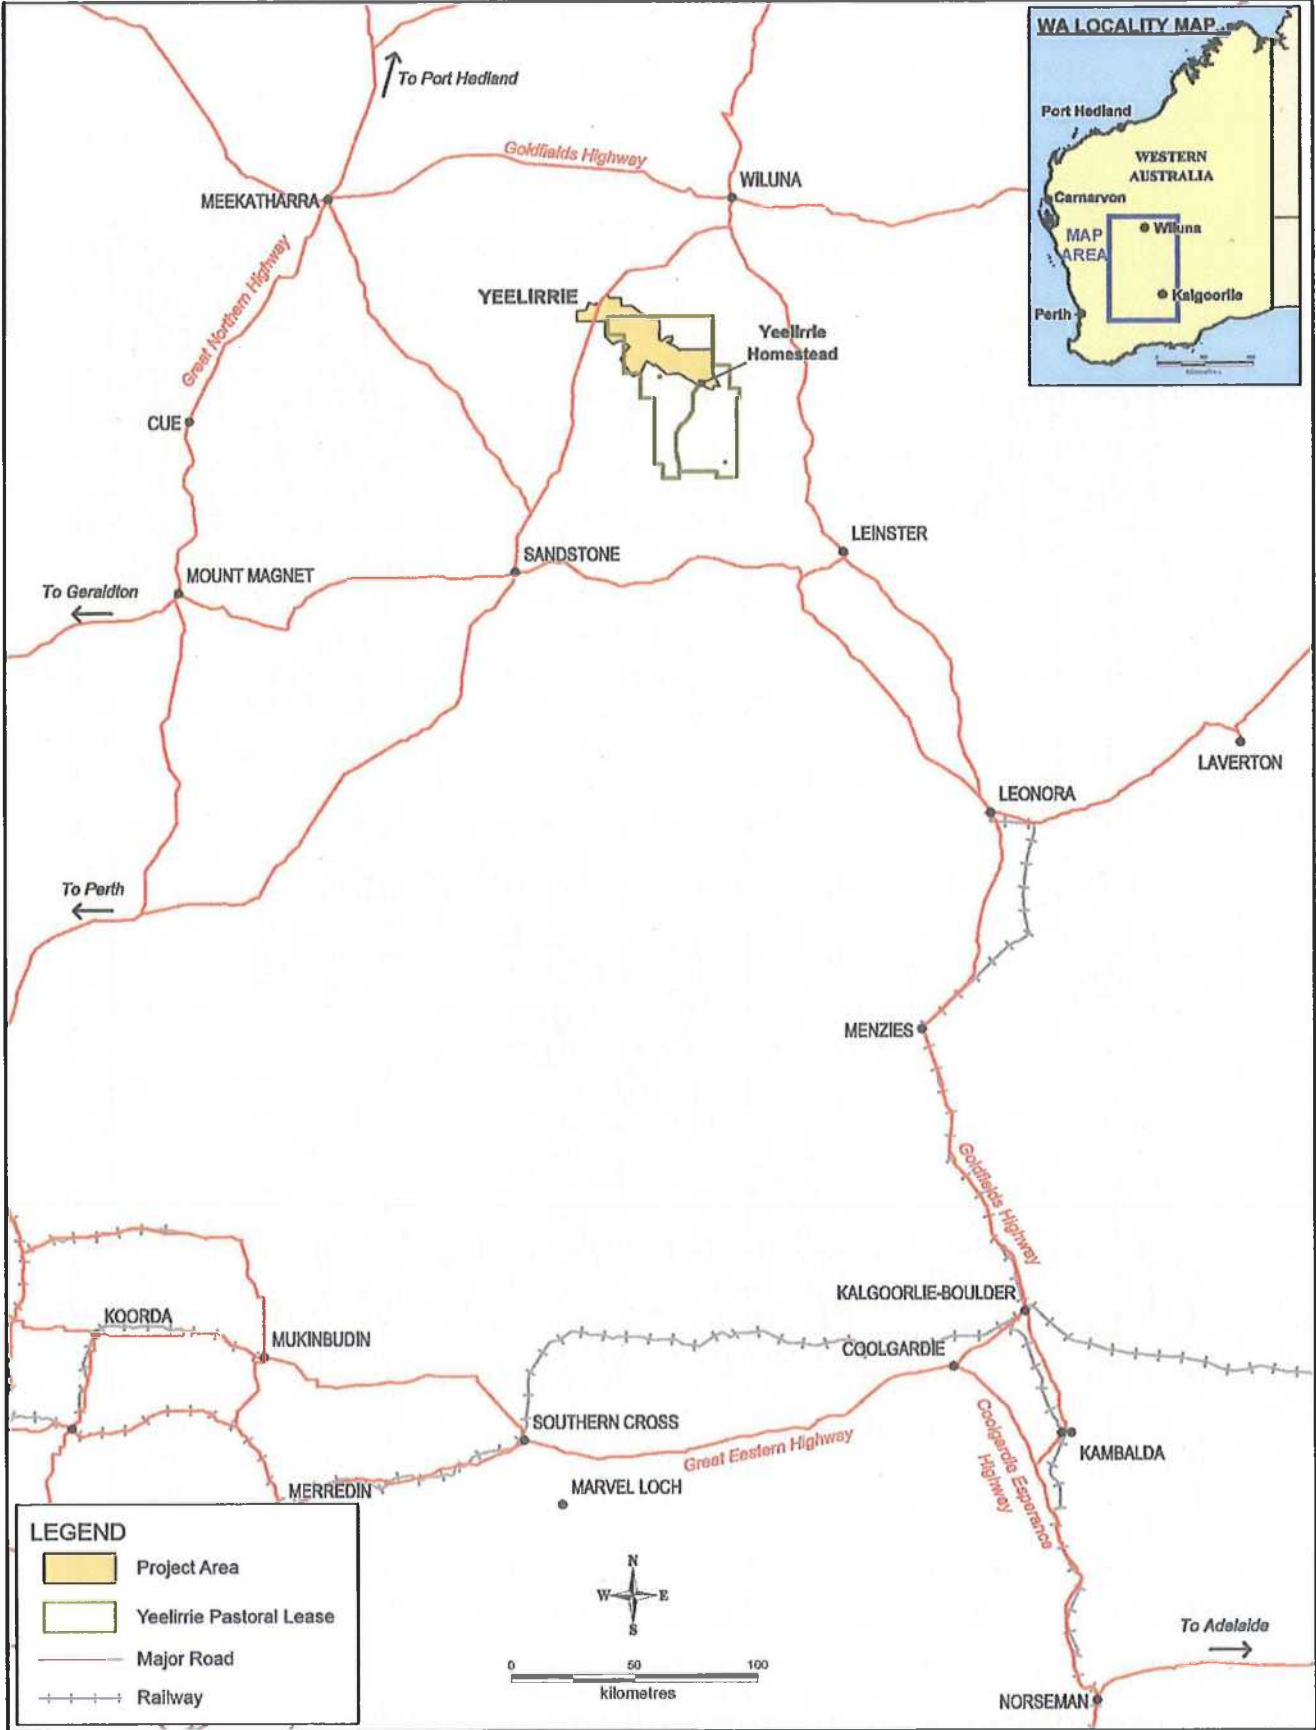 WA LOCALITY MAP
Port Hedland
WESTERN
AUSTRALIA
Carnarvon
Wiluna
MAP
AREA
Kalgoorlie
Perth
To Port Hedland
Goldfields Highway
MEEKATHARRA
WILUNA
Great Northern Highway
YEELIRRIE
Yeelirrie
Homestead
CUE
LEINSTER
SANDSTONE
MOUNT MAGNET
To Geraldton
LAVERTON
LEONORA
To Perth
MENZIES
Goldfields Highway
KALGOORLIE-BOULDER
KOORDA
MUKINBUDIN
COOLGARDIE
SOUTHERN CROSS
Great Eastern Highway
Coolgardie Esperance
Highway
KAMBALDA
MERREDIN
MARVEL LOCH
LEGEND
Project Area
Yeelirrie Pastoral Lease
Major Road
Railway
N
W E
S
0 50 100
kilometres
To Adelaide
NORSEMAN